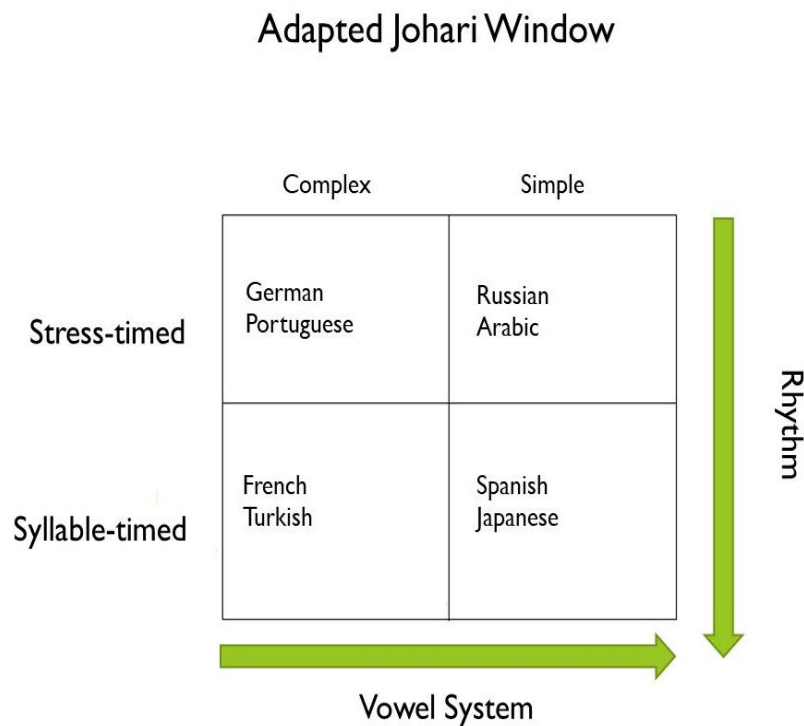 Adapted Johari Window
Complex
Simple
Stress-timed
German
Portuguese
Russian
Arabic
Syllable-timed
French
Turkish
Spanish
Japanese
Rhythm
Vowel System